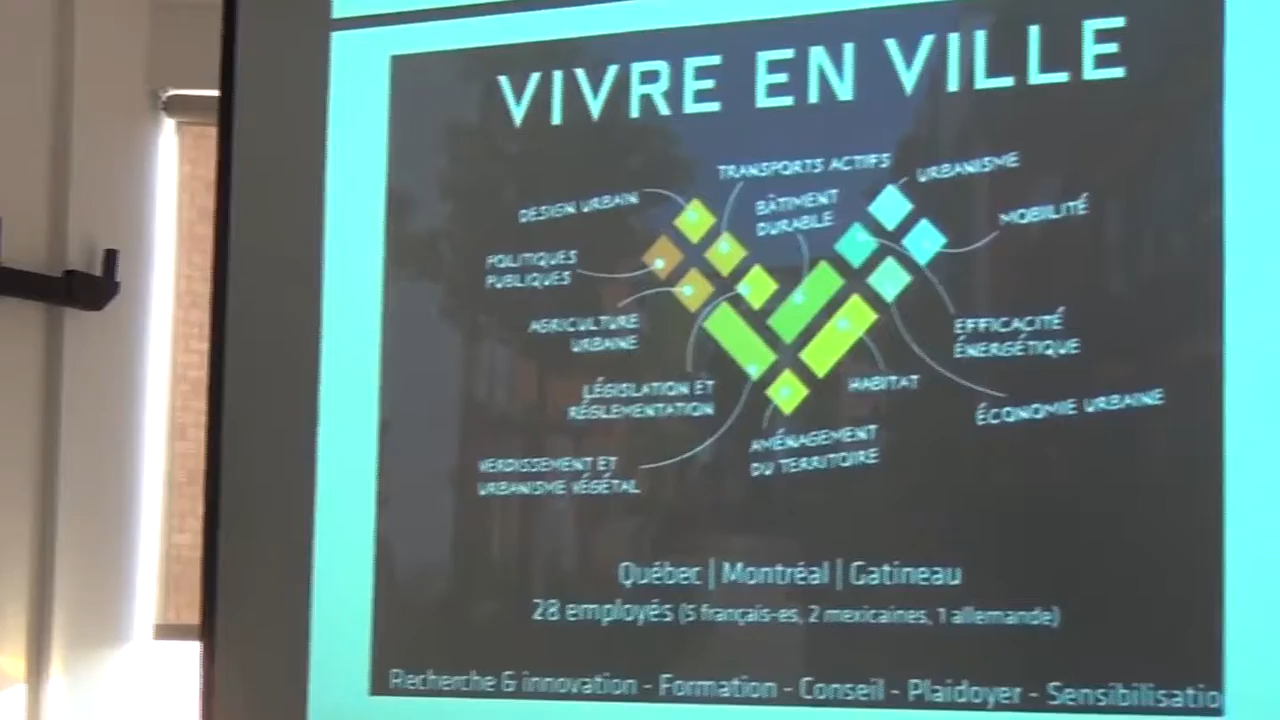 VIVRE EN VILLE
TRANSPORTS ACTIFS
URBANISME
DESIGN URBAIN
BÂTIMENT
DURABLE
MOBILITÉ
POLITIQUES
PUBLIQUES
AGRICULTURE
URBAINE
EFFICACITÉ
ÉNERGÉTIQUE
LÉGISLATION ET
RÉGLEMENTATION
HABITAT
ÉCONOMIE URBAINE
AMÉNAGEMENT
DU TERRITOIRE
VERDISSEMENT ET
URBANISME VÉGÉTAL
Québec | Montréal | Gatineau
28 employés (5 français-es, 2 mexicaines, 1 allemande)
Recherche & innovation - Formation - Conseil - Plaidoyer - Sensibilisatio